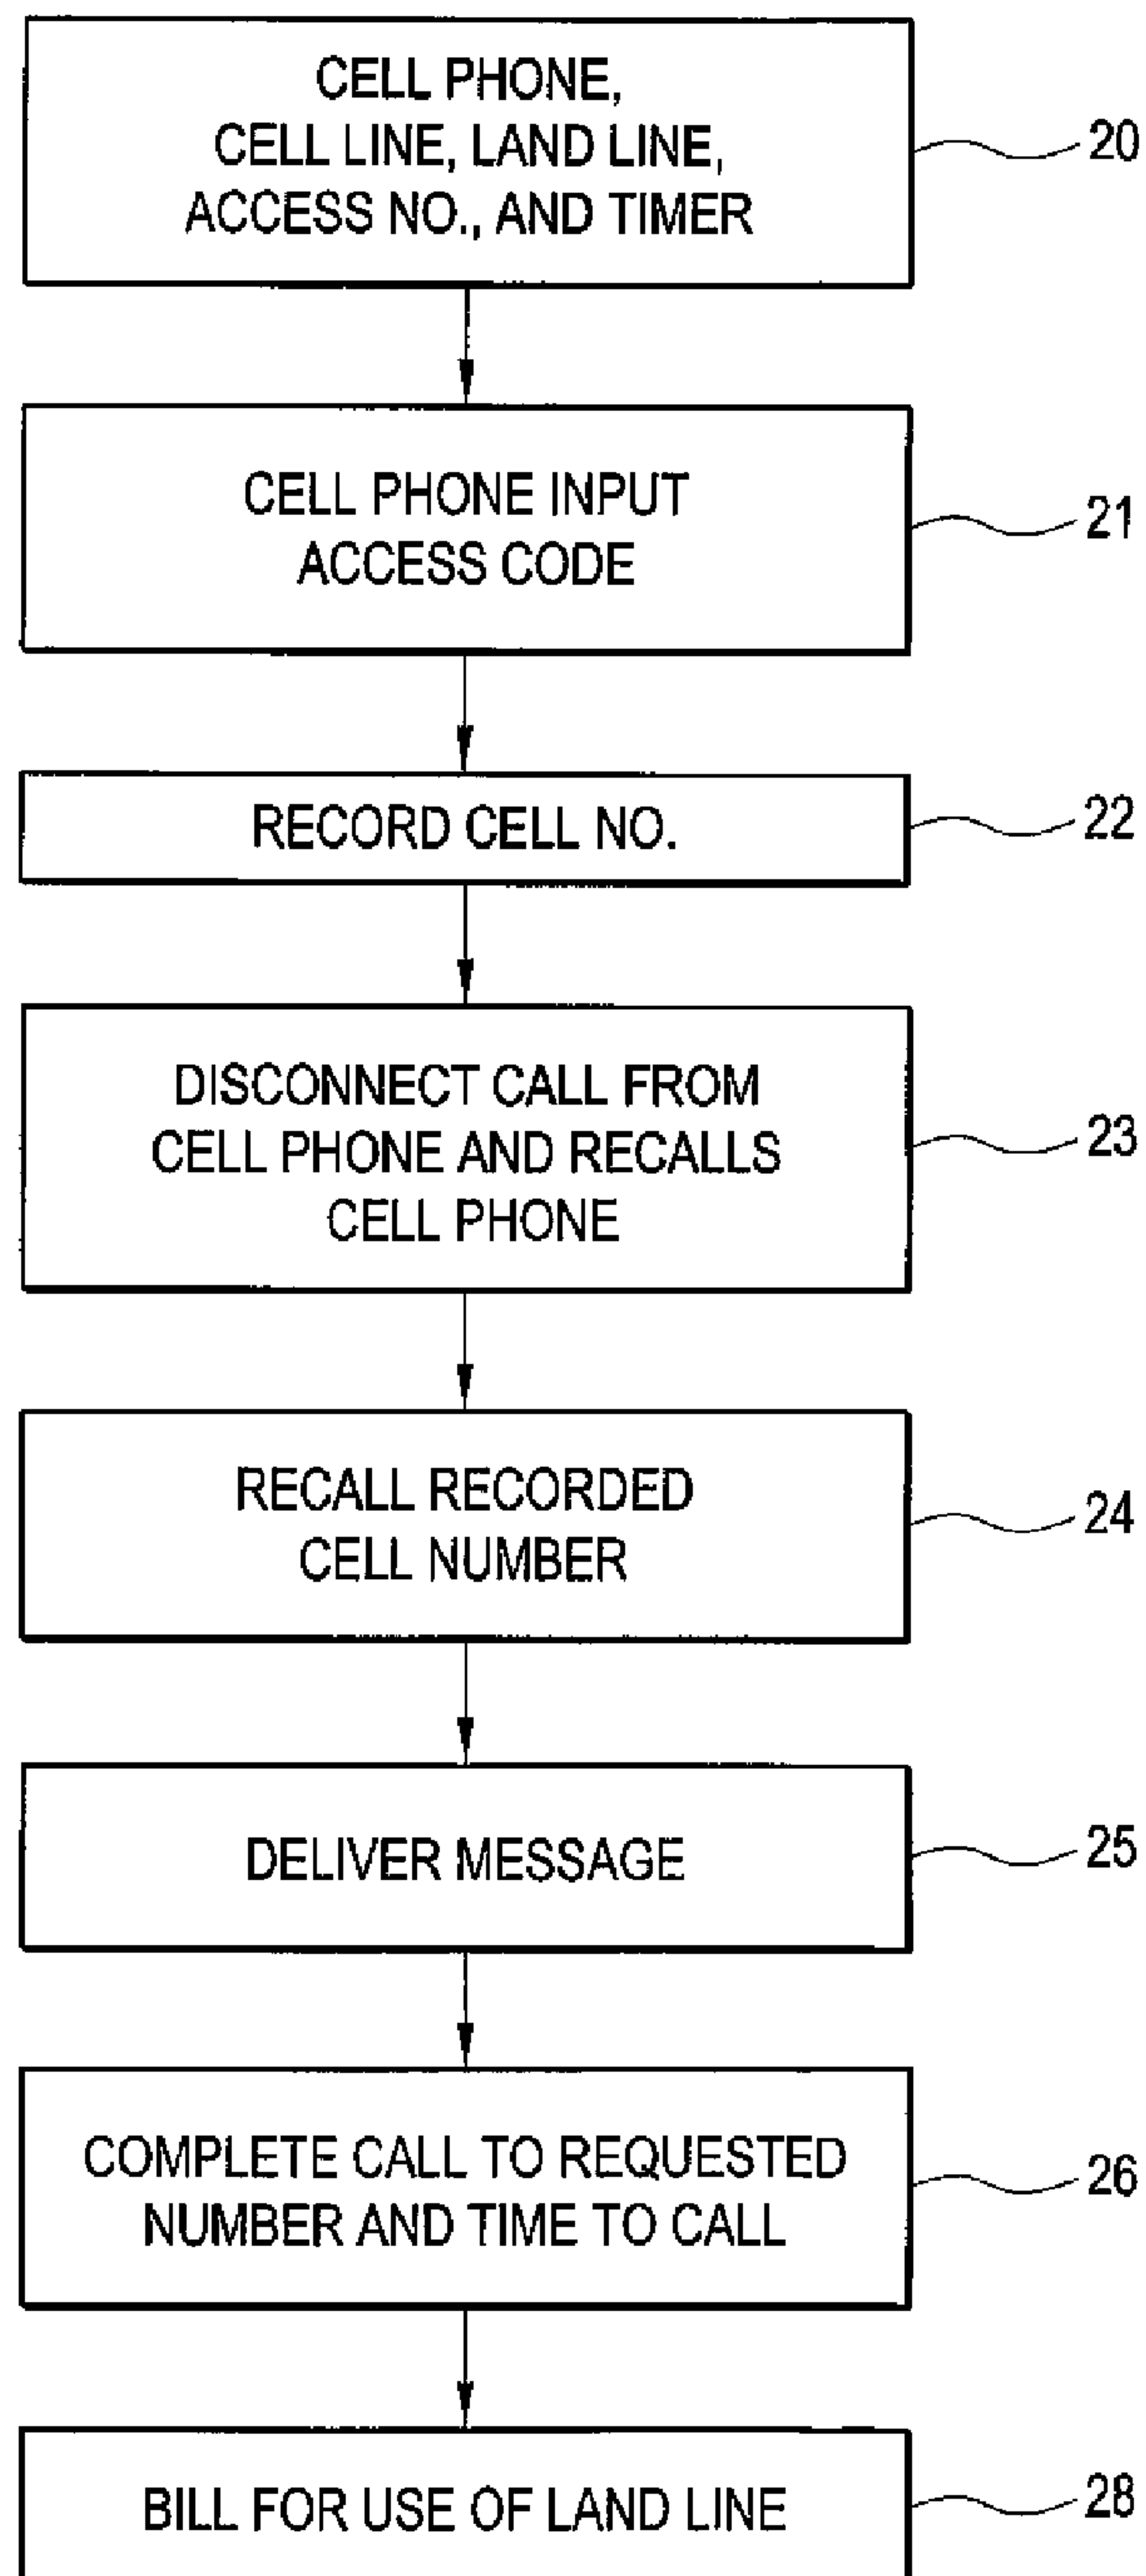 CELL PHONE,
CELL LINE, LAND LINE,
ACCESS NO., AND TIMER
20
CELL PHONE INPUT
ACCESS CODE
21
RECORD CELL NO.
22
DISCONNECT CALL FROM
CELL PHONE AND RECALLS
CELL PHONE
23
RECALL RECORDED
CELL NUMBER
24
DELIVER MESSAGE
25
COMPLETE CALL TO REQUESTED
NUMBER AND TIME TO CALL
26
BILL FOR USE OF LAND LINE
28